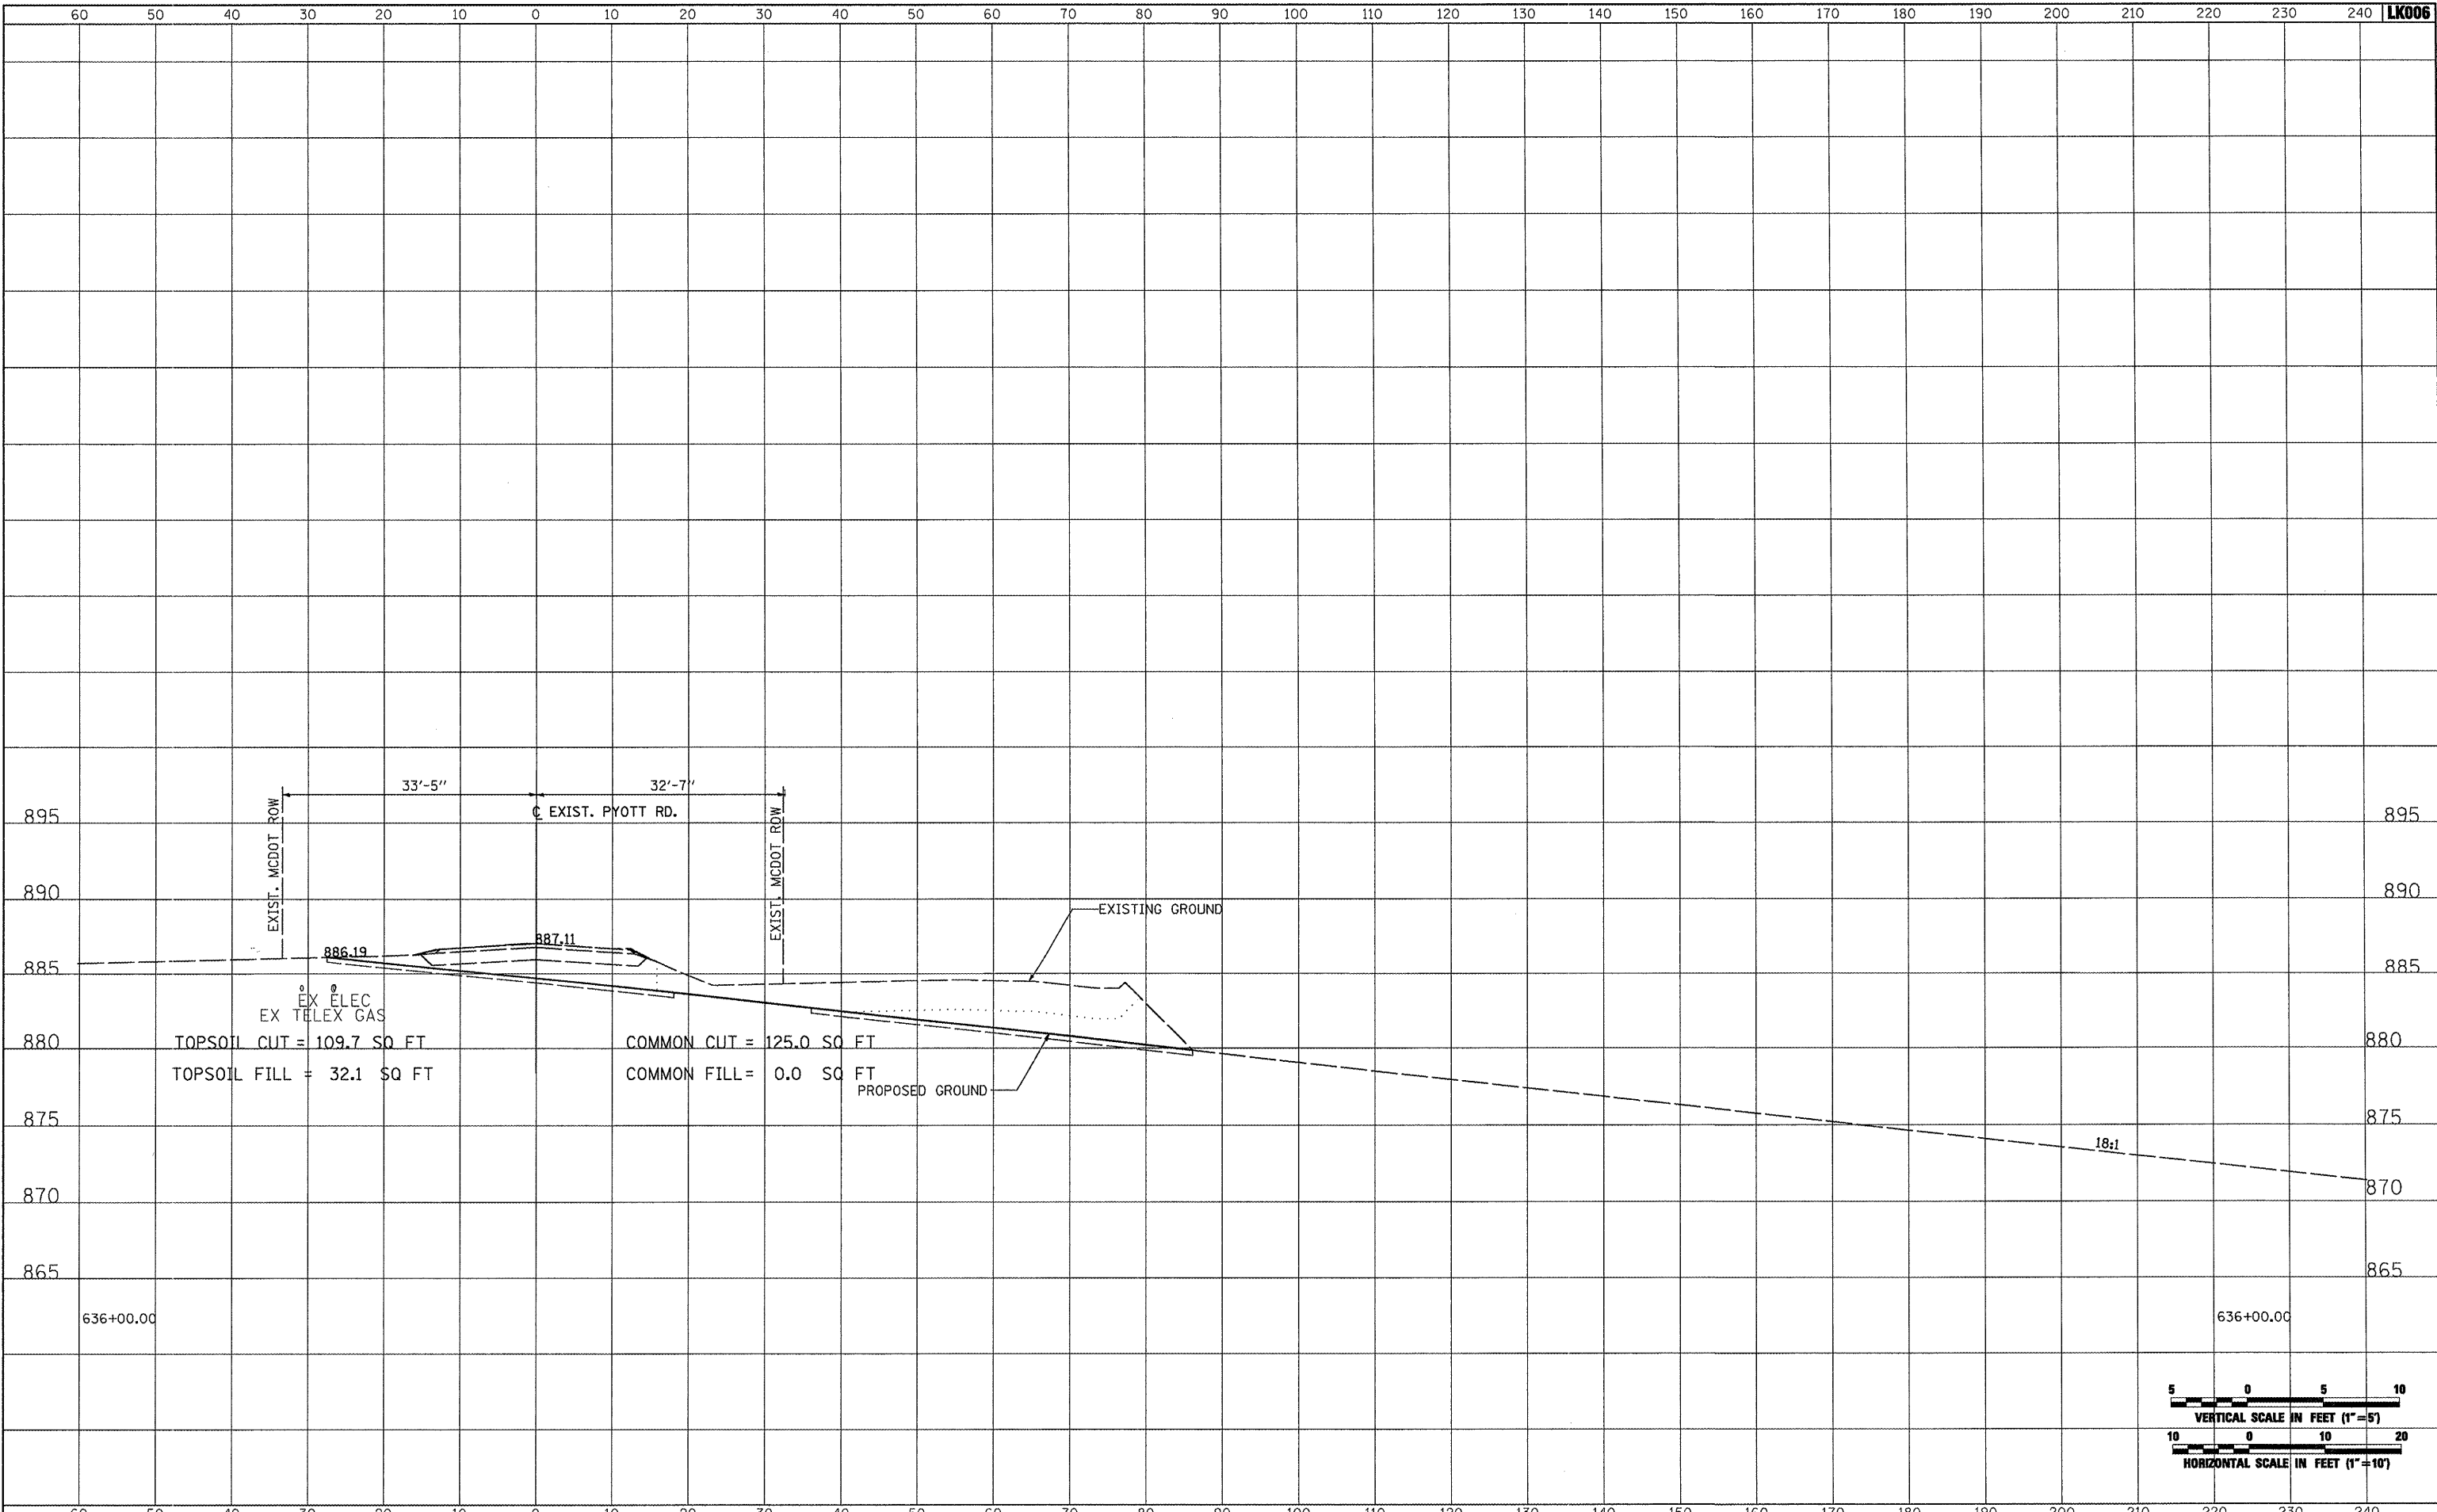 60 50 40 30 20 10 0 10 20 30 40 50 60 70 80 90 100 110 120 130 140 150 160 170 180 190 200 210 220 230 240 LK006
33'-5" 32'-7"
℄ EXIST. PYOTT RD.
EXIST. MCDOT ROW
EXIST. MCDOT ROW
895 895
890 890
EXISTING GROUND
887.11
886.19
885 885
EX ELEC
EX TELEX GAS
880 880
TOPSOIL CUT = 109.7 SQ FT COMMON CUT = 125.0 SQ FT
TOPSOIL FILL = 32.1 SQ FT COMMON FILL= 0.0 SQ FT
PROPOSED GROUND
875 875
18:1
870 870
865 865
636+00.00 636+00.00
5 0 5 10
VERTICAL SCALE IN FEET (1"=5')
10 0 10 20
HORIZONTAL SCALE IN FEET (1"=10')